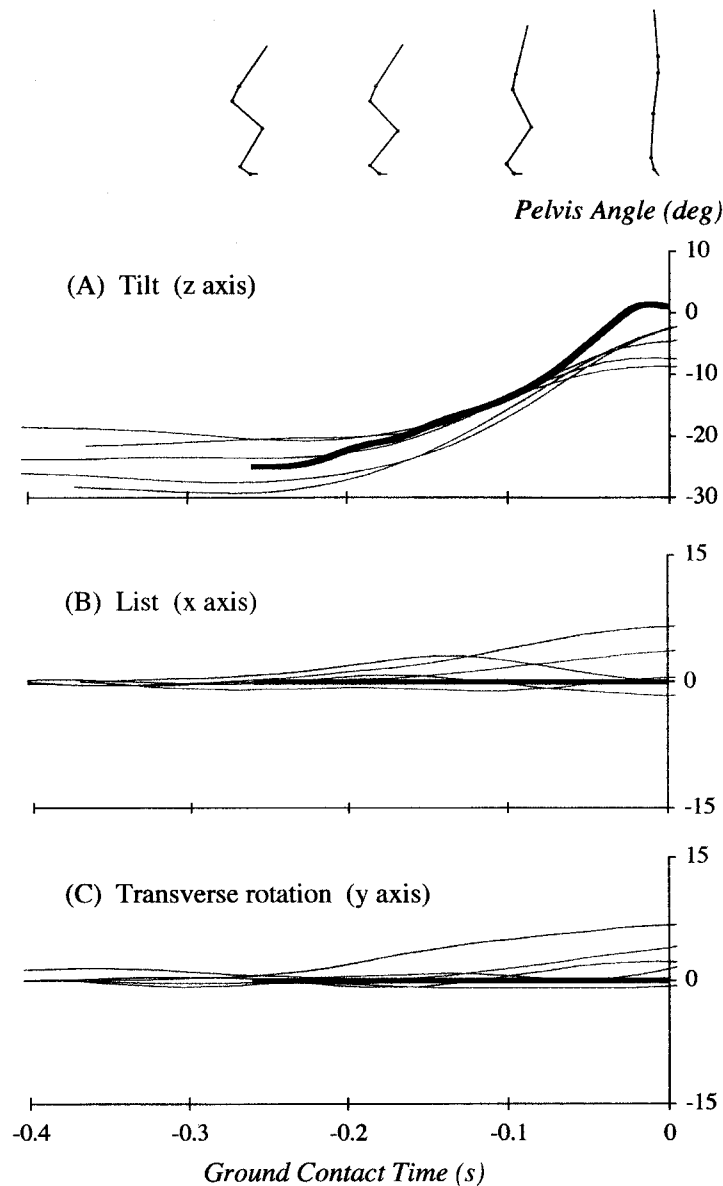 Pelvis Angle (deg)
(A) Tilt (z axis)
10
0
-10
-20
-30
(B) List (x axis)
15
0
-15
(C) Transverse rotation (y axis)
15
0
-15
-0.4 -0.3 -0.2 -0.1 0
Ground Contact Time (s)